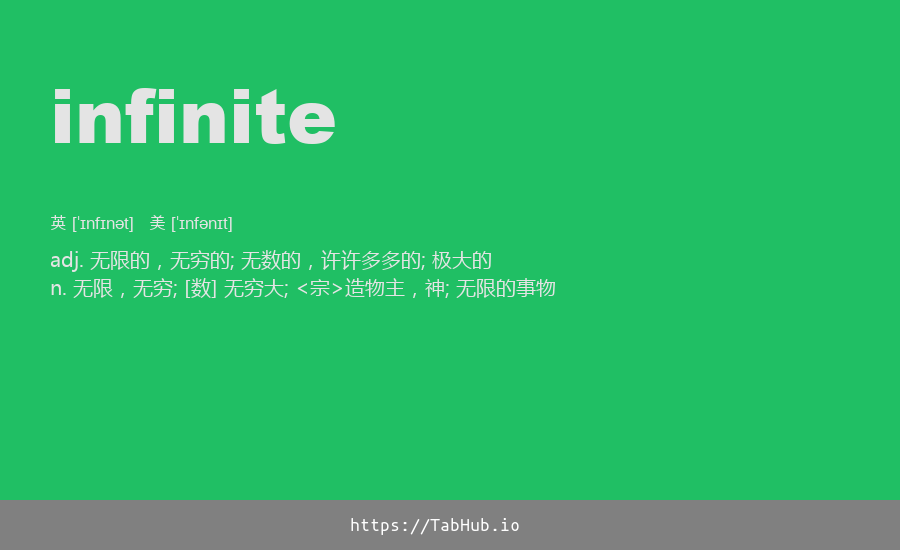 infinite
英 ['ɪnfɪnət] 美 ['ɪnfənɪt]
adj. 无限的，无穷的; 无数的，许许多多的; 极大的
n. 无限，无穷; [数] 无穷大; <宗>造物主，神; 无限的事物
https://TabHub.io